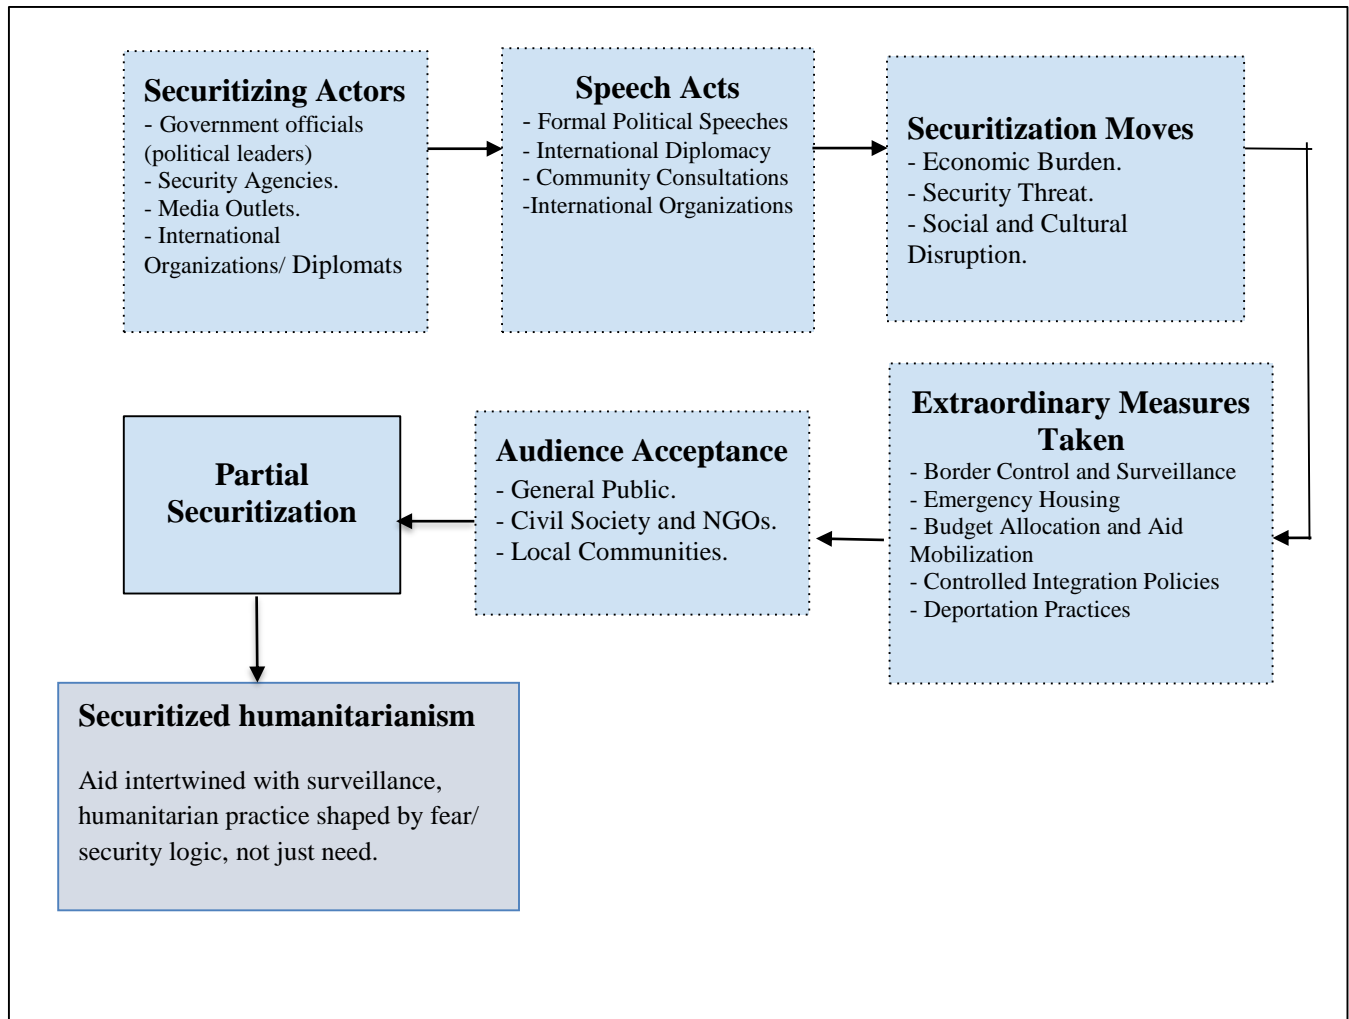 Securitizing Actors
- Government officials
(political leaders)
- Security Agencies.
- Media Outlets.
- International
Organizations/ Diplomats
Speech Acts
- Formal Political Speeches
- International Diplomacy
- Community Consultations
-International Organizations
Securitization Moves
- Economic Burden.
- Security Threat.
- Social and Cultural
Disruption.
Extraordinary Measures
Taken
- Border Control and Surveillance
- Emergency Housing
- Budget Allocation and Aid
Mobilization
- Controlled Integration Policies
- Deportation Practices
Audience Acceptance
- General Public.
- Civil Society and NGOs.
- Local Communities.
Partial
Securitization
Securitized humanitarianism
Aid intertwined with surveillance,
humanitarian practice shaped by fear/
security logic, not just need.